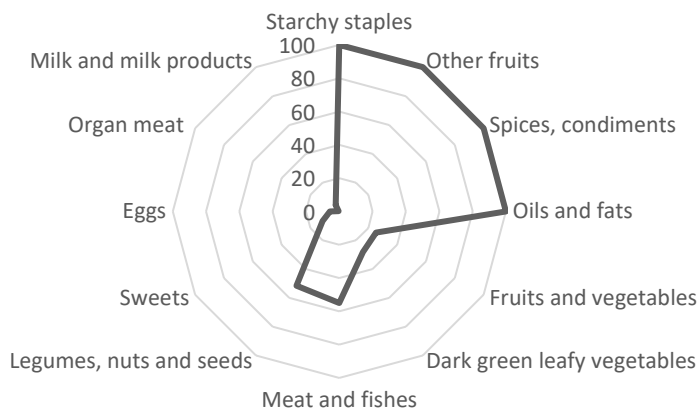 Starchy staples
100
Milk and milk products
Other fruits
80
Organ meat
60
Spices, condiments
40
20
Eggs
0
Oils and fats
Sweets
Fruits and vegetables
Legumes, nuts and seeds
Dark green leafy vegetables
Meat and fishes